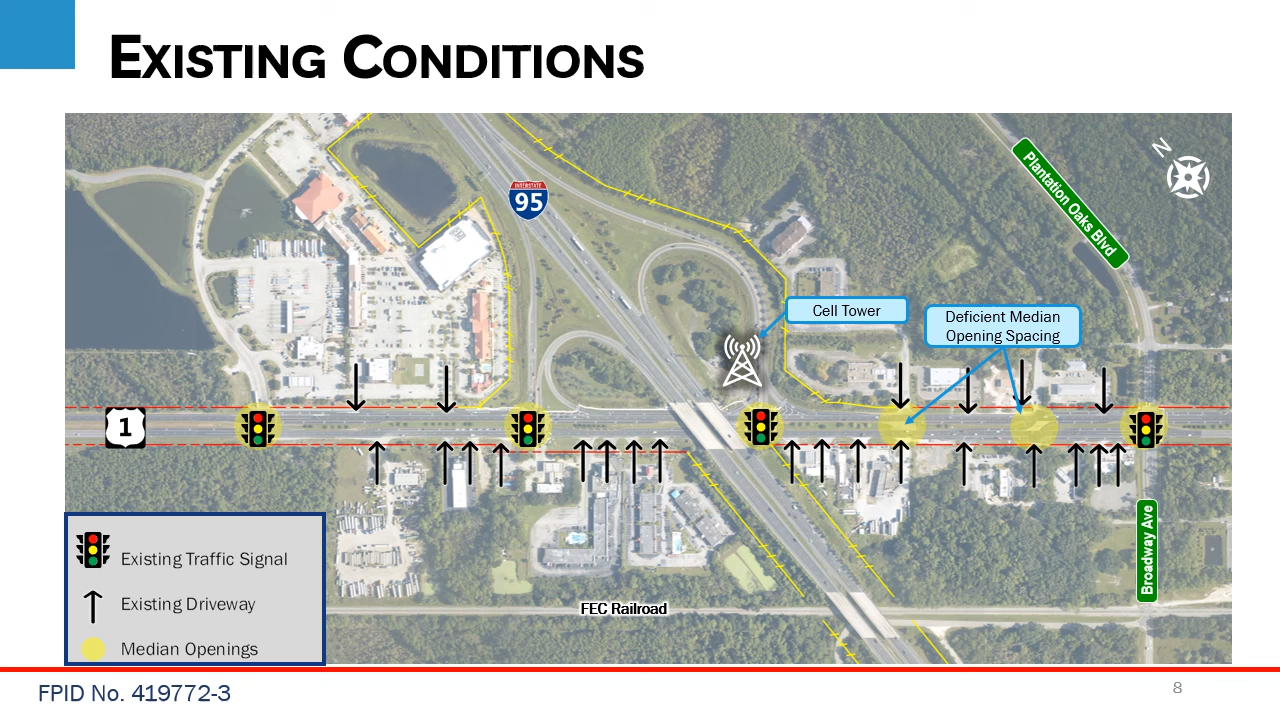 EXISTING CONDITIONS
INTERSTATE
95
N
Plantation Oaks Blvd
Cell Tower
Deficient Median
Opening Spacing
1
Broadway Ave
Existing Traffic Signal
Existing Driveway
Median Openings
FEC Railroad
FPID No. 419772-3
8